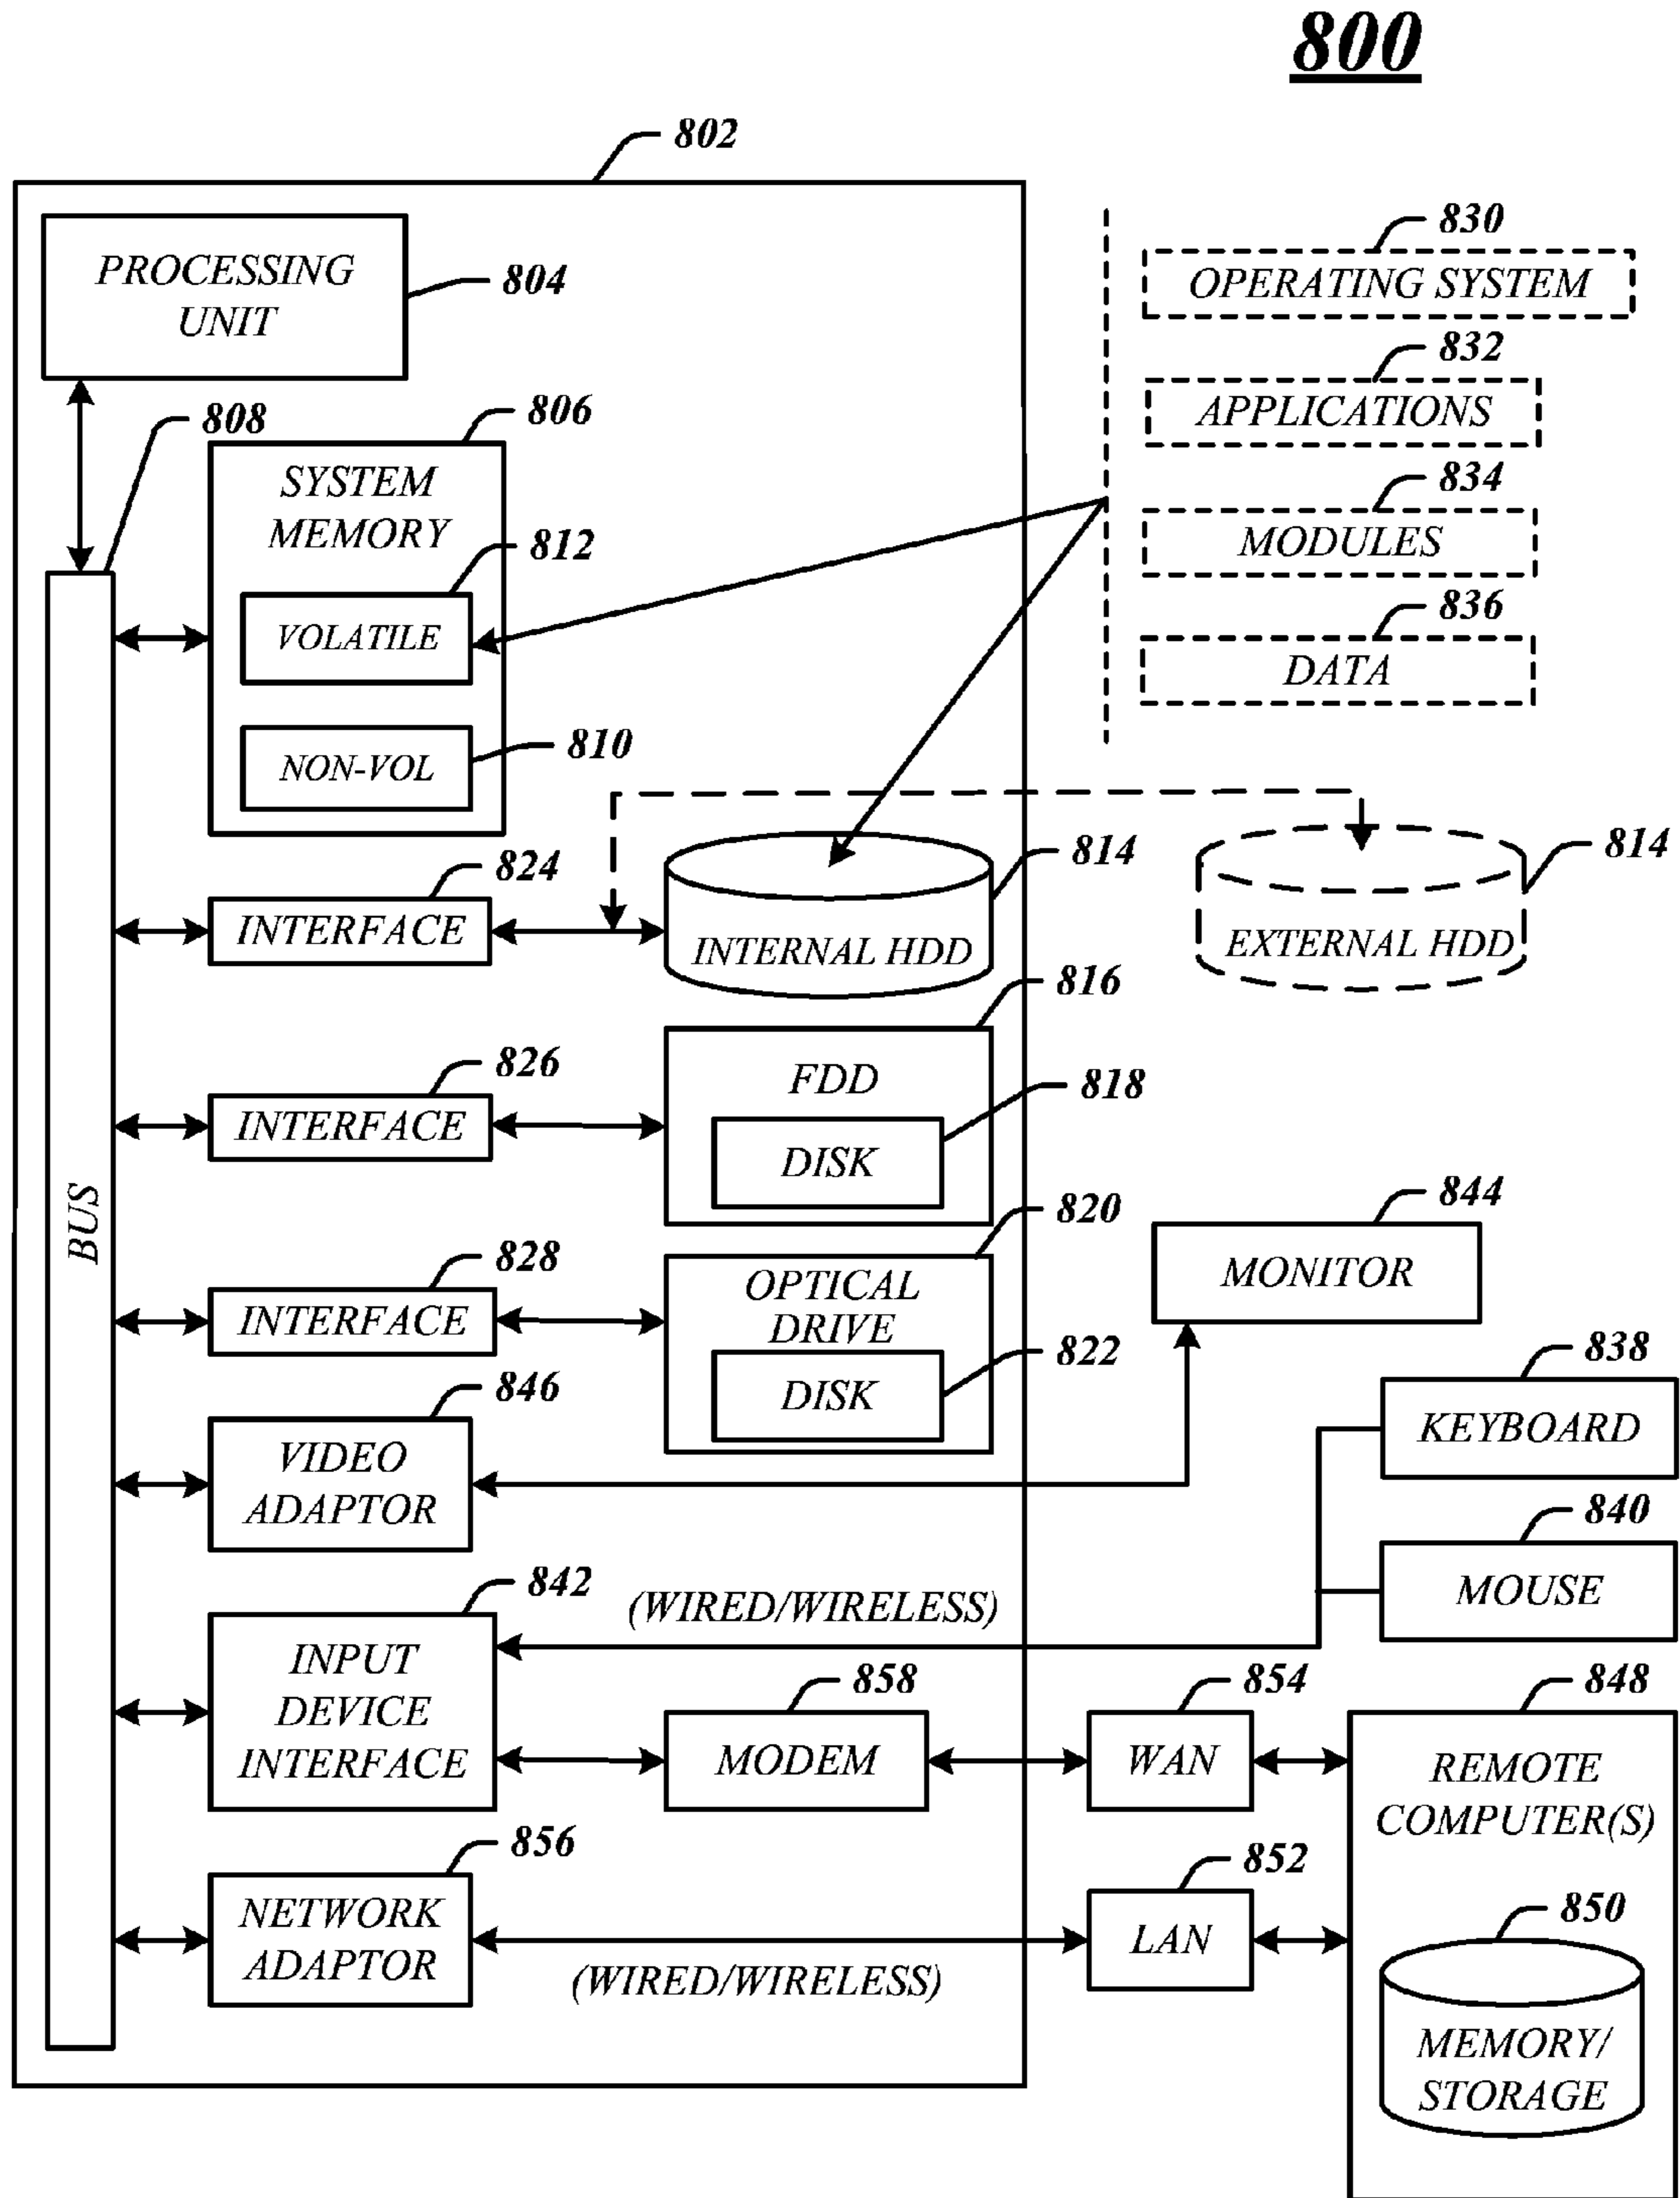 800
802
PROCESSING
UNIT
804
808
806
SYSTEM
MEMORY
812
VOLATILE
NON-VOL
810
830
OPERATING SYSTEM
832
APPLICATIONS
834
MODULES
836
DATA
BUS
824
INTERFACE
814
INTERNAL HDD
814
EXTERNAL HDD
826
INTERFACE
816
FDD
818
DISK
828
INTERFACE
820
OPTICAL
DRIVE
822
DISK
844
MONITOR
846
VIDEO
ADAPTOR
838
KEYBOARD
840
MOUSE
842
INPUT
DEVICE
INTERFACE
(WIRED/WIRELESS)
858
MODEM
854
WAN
848
REMOTE
COMPUTER(S)
856
NETWORK
ADAPTOR
(WIRED/WIRELESS)
852
LAN
850
MEMORY/
STORAGE